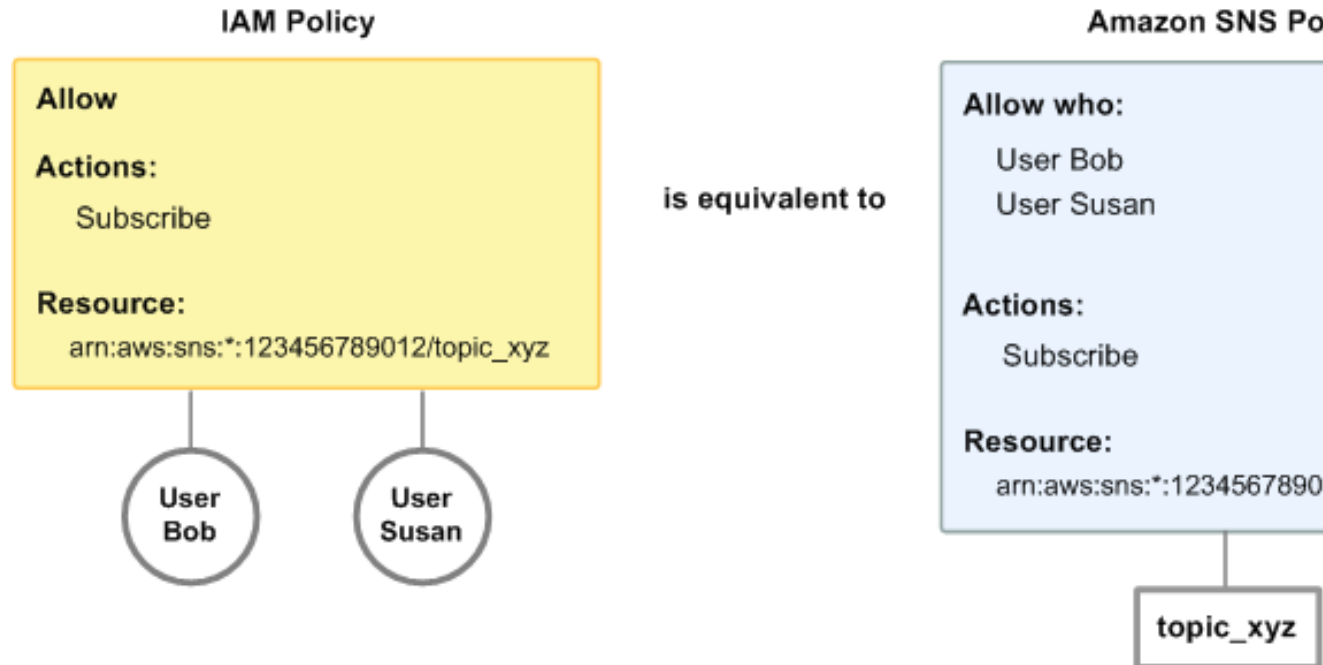 IAM Policy
Allow
Actions:
Subscribe
Resource:
arn:aws:sns:*:123456789012/topic_xyz
User
Bob
User
Susan
is equivalent to
Amazon SNS Po
Allow who:
User Bob
User Susan
Actions:
Subscribe
Resource:
arn:aws:sns:*:1234567890
topic_xyz